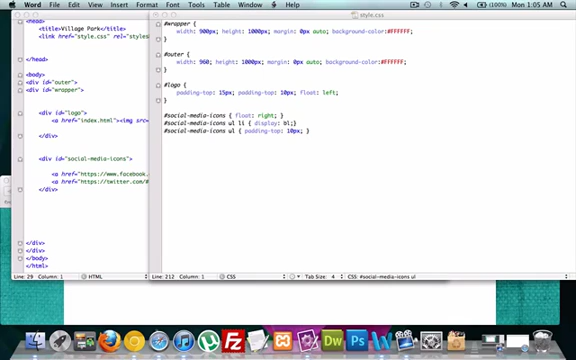 Word File Edit View Insert Format Font Tools Table Window (100%) Mon 1:05 AM
style.css
<head>
<title>Village Park</title>
<link href="style.css" rel="styles
</head>
<body>
<div id="outer">
<div id="wrapper">
<div id="logo">
<a href="index.html"><img src=
</div>
<div id="social-media-icons">
<a href="https://www.facebook.
<a href="https://twitter.com/#
</div>
</div>
</div>
</body>
</html>
Line: 29 Column: 1 HTML
#wrapper {
width: 900px; height: 1000px; margin: 0px auto; background-color:#FFFFFF;
}
#outer {
width: 960; height: 1000px; margin: 0px auto; background-color:#FFFFFF;
}
#logo {
padding-top: 15px; padding-top: 10px; float: left;
}
#social-media-icons { float: right; }
#social-media-icons ul li { display: bl;}
#social-media-icons ul { padding-top: 10px; }
Line: 212 Column: 1 CSS Tab Size: 4 CSS: #social-media-icons ul
Fz
Dw
Ps
W